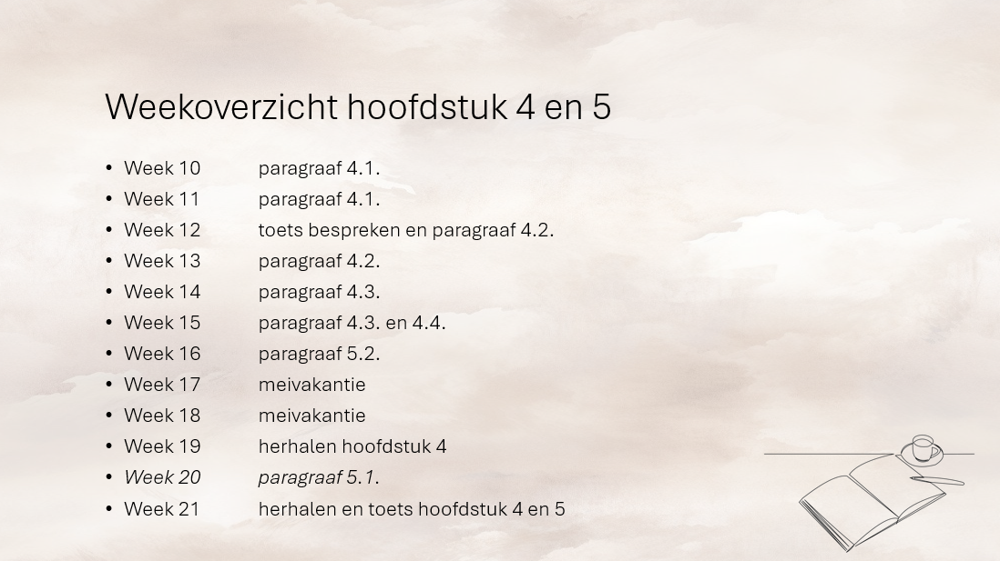 Weekoverzicht hoofdstuk 4 en 5
• Week 10 paragraaf 4.1.
• Week 11 paragraaf 4.1.
• Week 12 toets bespreken en paragraaf 4.2.
• Week 13 paragraaf 4.2.
• Week 14 paragraaf 4.3.
• Week 15 paragraaf 4.3. en 4.4.
• Week 16 paragraaf 5.2.
• Week 17 meivakantie
• Week 18 meivakantie
• Week 19 herhalen hoofdstuk 4
• Week 20 paragraaf 5.1.
• Week 21 herhalen en toets hoofdstuk 4 en 5